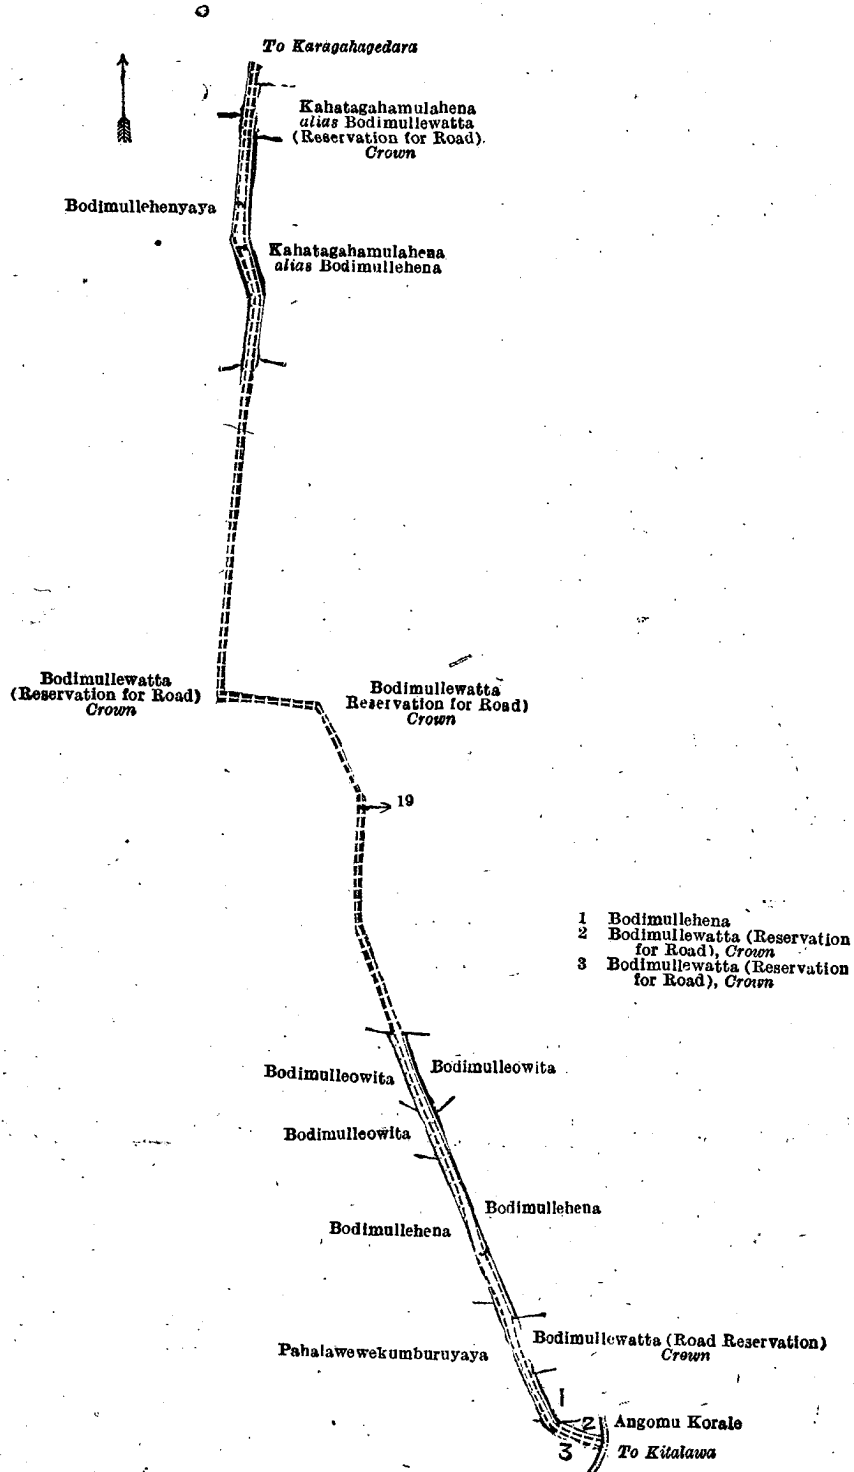 To Karagahagedara
Kahatagahamulahena
alias Bodimullewatta
(Reservation for Road).
Crown
Bodimullehenyaya
Kahatagahamulahena
alias Bodimullehena
Bodimullewatta
(Reservation for Road)
Crown
Bodimullewatta
Reservation for Road)
Crown
19
1 Bodimullehena
2 Bodimullewatta (Reservation
for Road), Crown
3 Bodimullewatta (Reservation
for Road), Crown
Bodimulleowita
Bodimulleowita
Bodimulleowita
Bodimullehena
Bodimullehena
Bodimullewatta (Road Reservation)
Crown
Pahalawewekumburuyaya
1
2
Angomu Korale
3
To Kitalawa